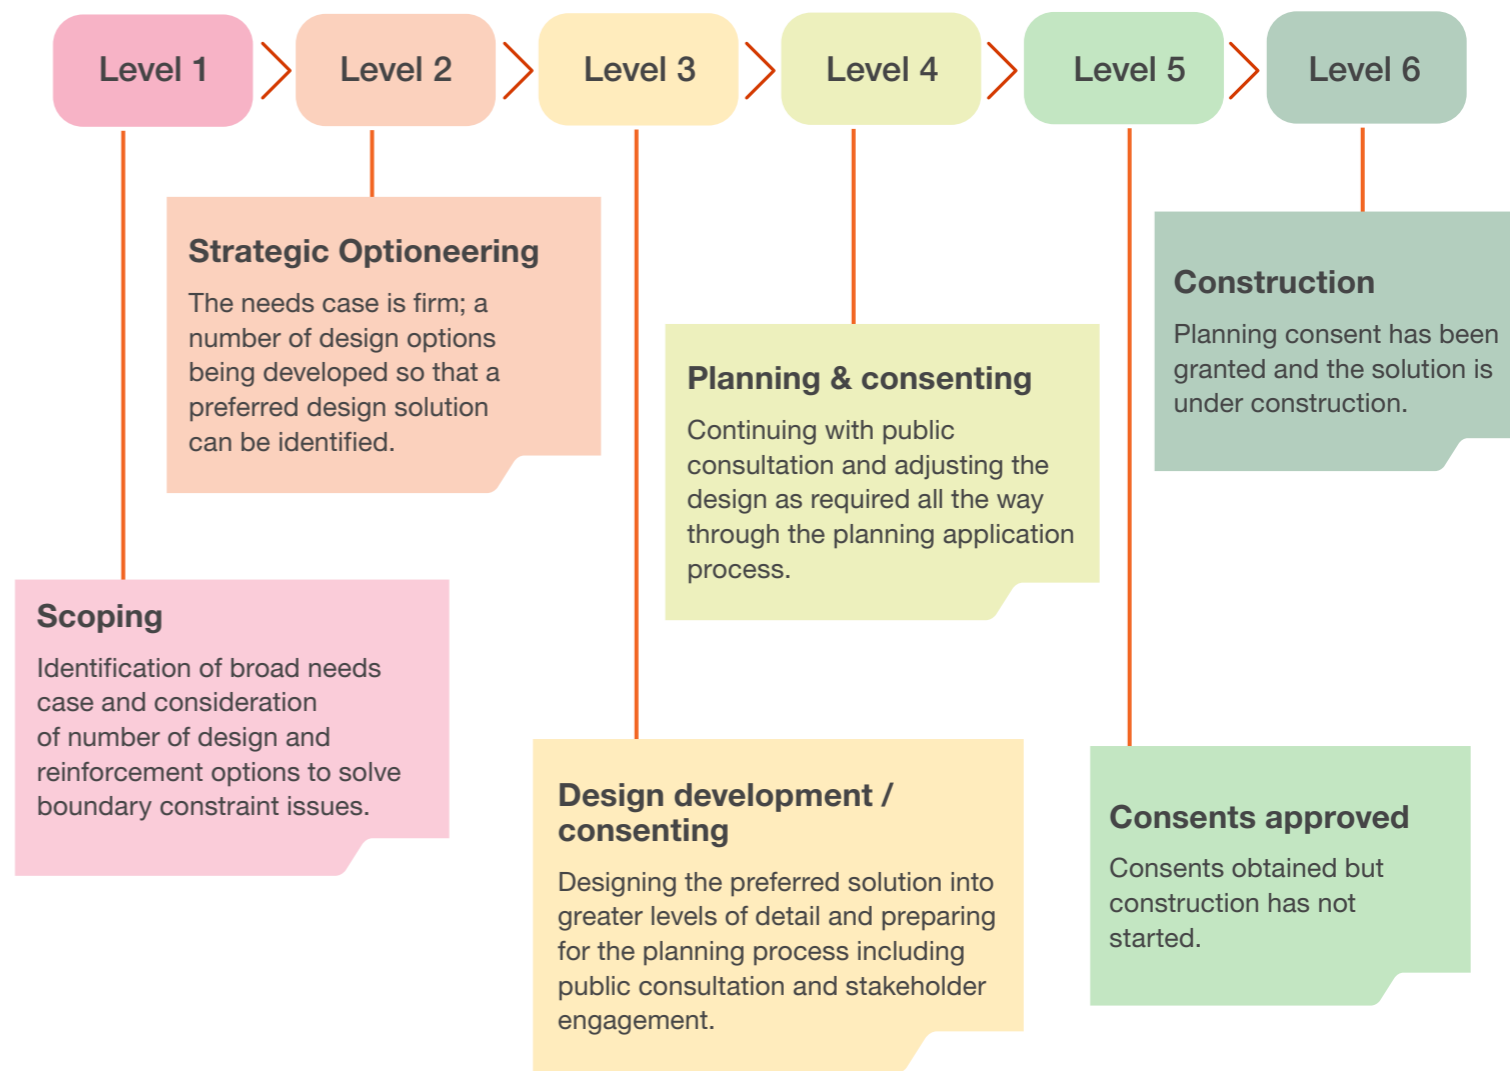 Level 1
Level 2
Level 3
Level 4
Level 5
Level 6
Strategic Optioneering
The needs case is firm; a
number of design options
being developed so that a
preferred design solution
can be identified.
Construction
Planning consent has been
granted and the solution is
under construction.
Planning & consenting
Continuing with public
consultation and adjusting the
design as required all the way
through the planning application
process.
Scoping
Identification of broad needs
case and consideration
of number of design and
reinforcement options to solve
boundary constraint issues.
Design development /
consenting
Designing the preferred solution into
greater levels of detail and preparing
for the planning process including
public consultation and stakeholder
engagement.
Consents approved
Consents obtained but
construction has not
started.